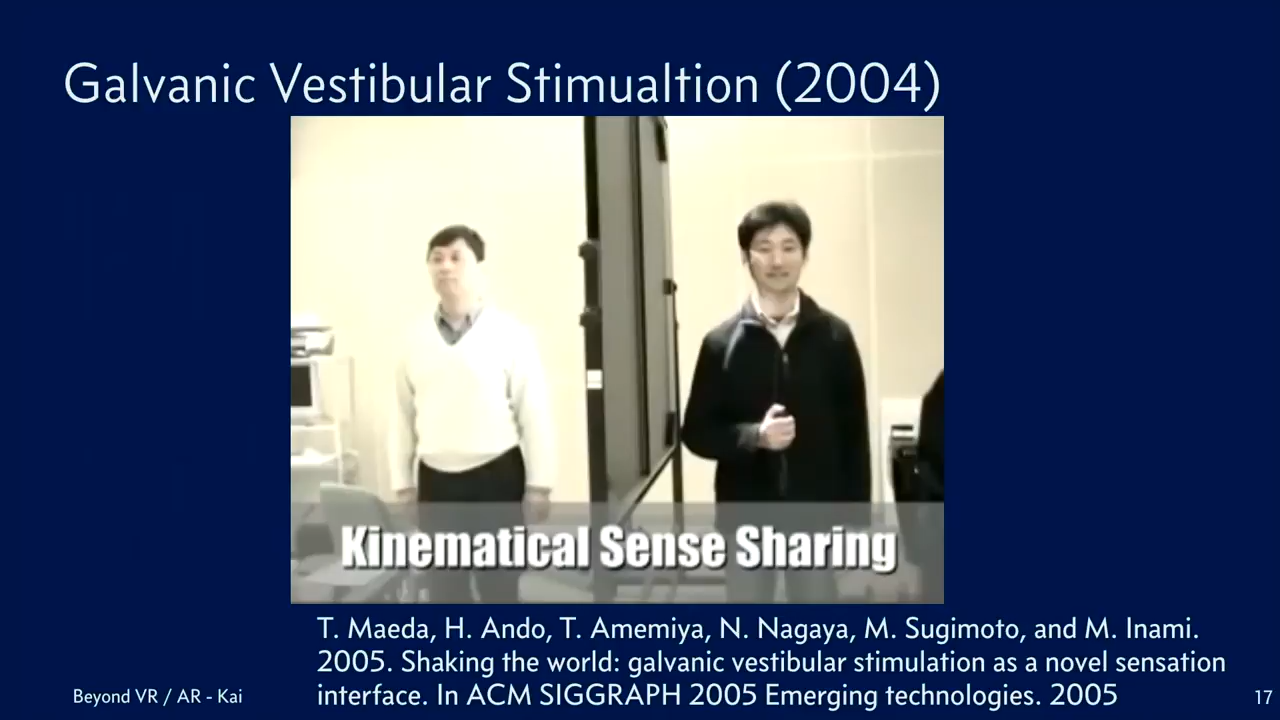 Galvanic Vestibular Stimualtion (2004)
Kinematical Sense Sharing
T. Maeda, H. Ando, T. Amemiya, N. Nagaya, M. Sugimoto, and M. Inami.
2005. Shaking the world: galvanic vestibular stimulation as a novel sensation
interface. In ACM SIGGRAPH 2005 Emerging technologies. 2005
Beyond VR / AR - Kai
17